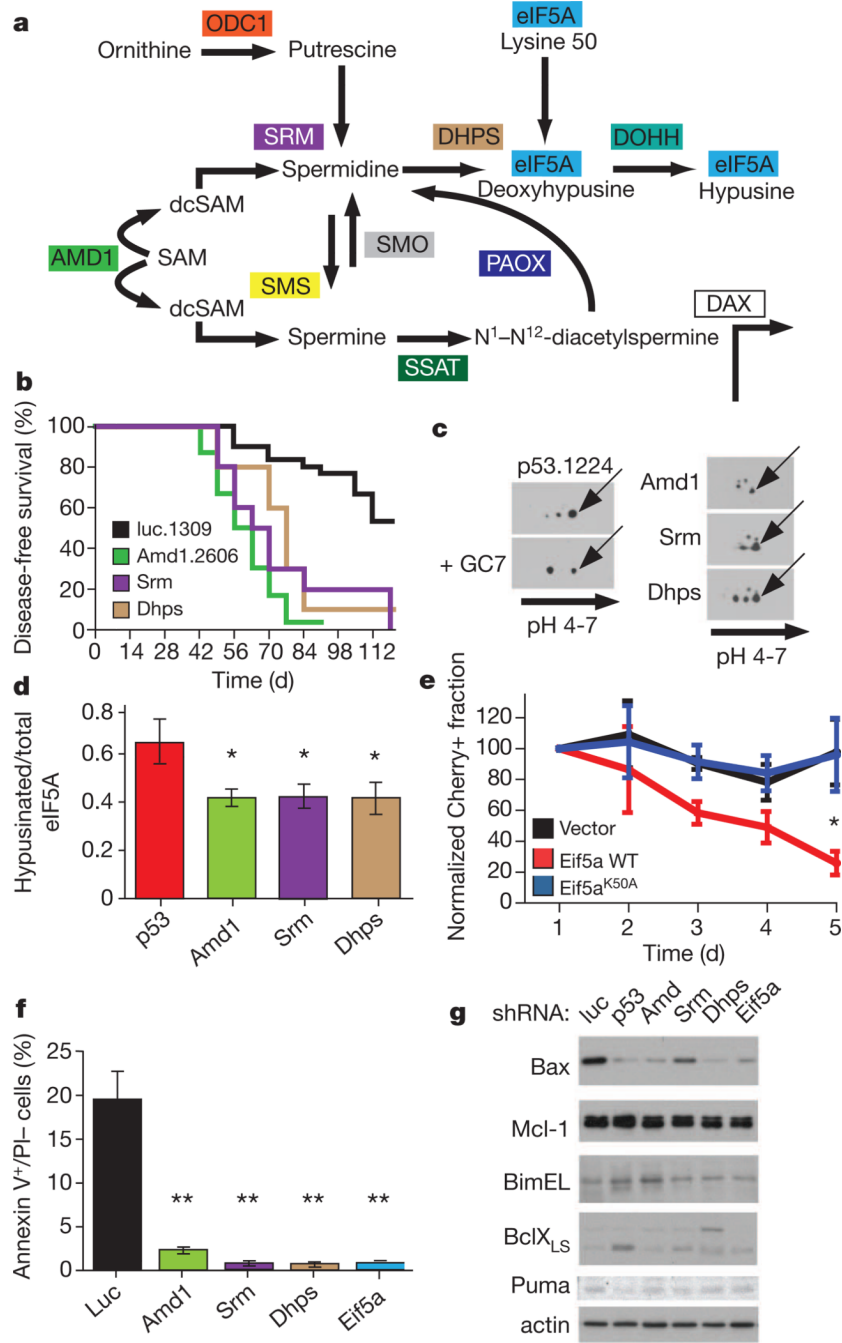 a
ODC1
Ornithine
Putrescine
eIF5A
Lysine 50
SRM
DHPS
DOHH
Spermidine
eIF5A
Deoxyhypusine
eIF5A
Hypusine
dcSAM
AMD1
SAM
SMO
PAOX
SMS
dcSAM
DAX
Spermine
N1–N12-diacetylspermine
SSAT
b
Disease-free survival (%)
100
80
60
40
20
0
luc.1309
Amd1.2606
Srm
Dhps
0 14 28 42 56 70 84 98 112
Time (d)
c
p53.1224
+ GC7
pH 4-7
Amd1
Srm
Dhps
pH 4-7
d
Hypusinated/total
eIF5A
0.8
0.6
0.4
0.2
0
* * *
p53 Amd1 Srm Dhps
e
Normalized Cherry+ fraction
120
100
80
60
40
20
0
*
Vector
Eif5a WT
Eif5aK50A
1 2 3 4 5
Time (d)
f
Annexin V+/PI– cells (%)
25
20
15
10
5
0
** ** ** **
Luc Amd1 Srm Dhps Eif5a
g
shRNA: luc p53 Amd Srm Dhps Eif5a
Bax
Mcl-1
BimEL
BclXLS
Puma
actin